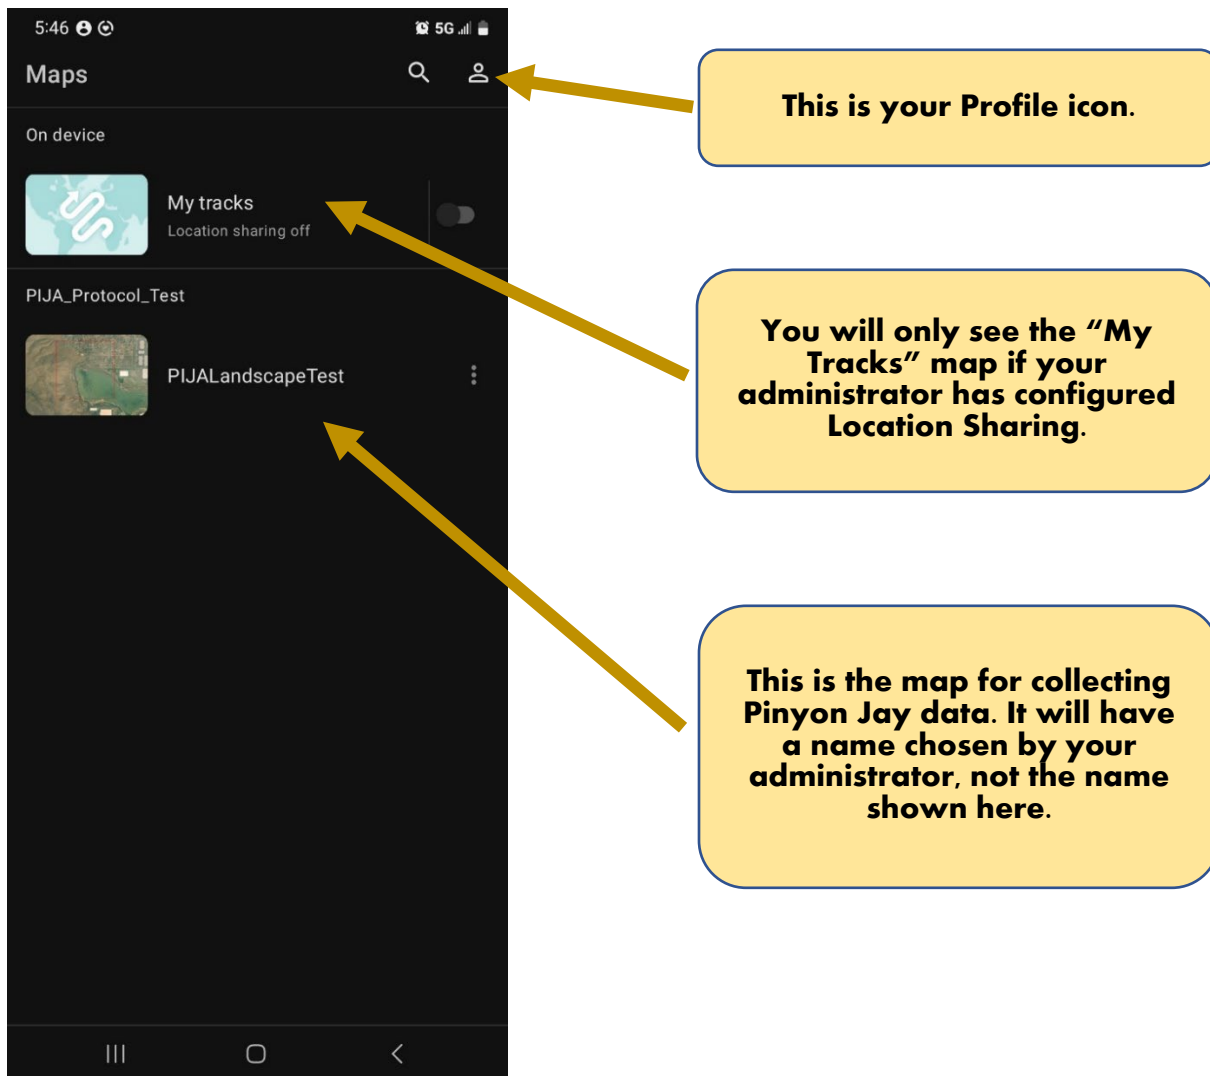 5:46
5G
Maps
On device
My tracks
Location sharing off
PIJA_Protocol_Test
PIJALandscapeTest
This is your Profile icon.
You will only see the “My
Tracks” map if your
administrator has configured
Location Sharing.
This is the map for collecting
Pinyon Jay data. It will have
a name chosen by your
administrator, not the name
shown here.